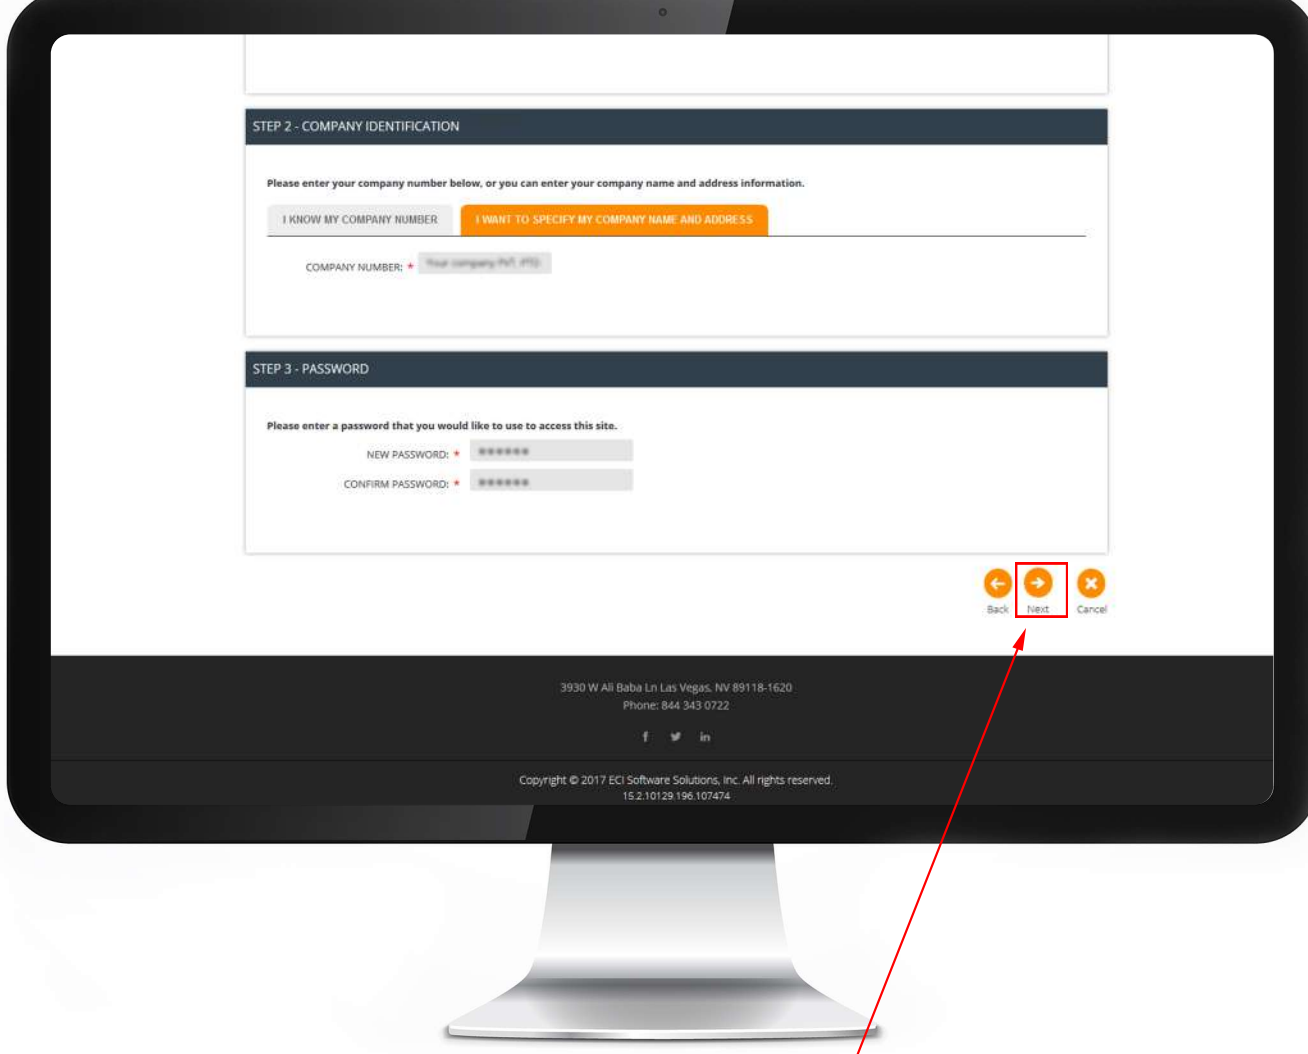 STEP 2 - COMPANY IDENTIFICATION
Please enter your company number below, or you can enter your company name and address information.
I KNOW MY COMPANY NUMBER
I WANT TO SPECIFY MY COMPANY NAME AND ADDRESS
COMPANY NUMBER: * Your company PVT. PTD
STEP 3 - PASSWORD
Please enter a password that you would like to use to access this site.
NEW PASSWORD: *
CONFIRM PASSWORD: *
Back Next Cancel
3930 W Ali Baba Ln Las Vegas, NV 89118-1620
Phone: 844 343 0722
Copyright © 2017 ECI Software Solutions, Inc. All rights reserved.
15.2.10129.196.107474